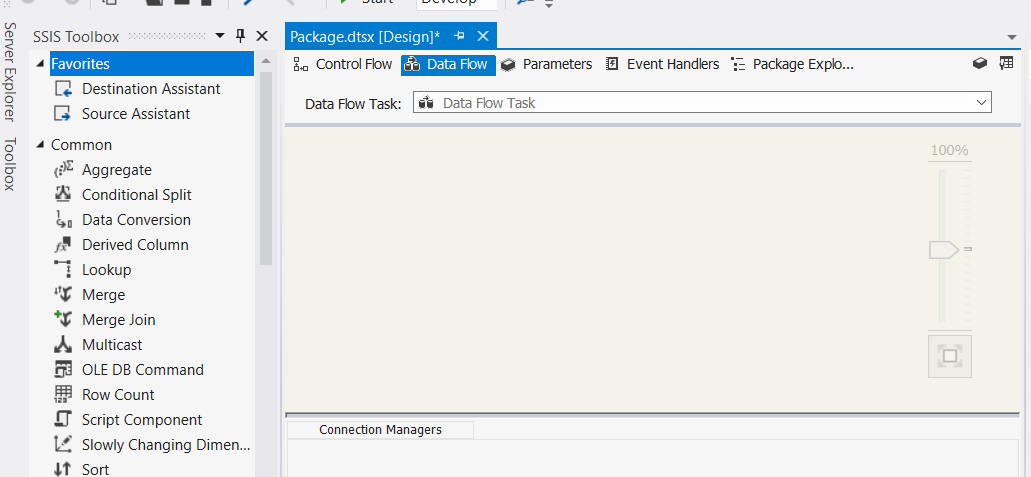 Start
Develop
Server Explorer
Toolbox
SSIS Toolbox
Package.dtsx [Design]*
Favorites
Control Flow
Data Flow
Parameters
Event Handlers
Package Explo...
Destination Assistant
Source Assistant
Data Flow Task:
Data Flow Task
Common
100%
Aggregate
Conditional Split
Data Conversion
Derived Column
Lookup
Merge
Merge Join
Multicast
OLE DB Command
Row Count
Script Component
Slowly Changing Dimen...
Sort
Connection Managers